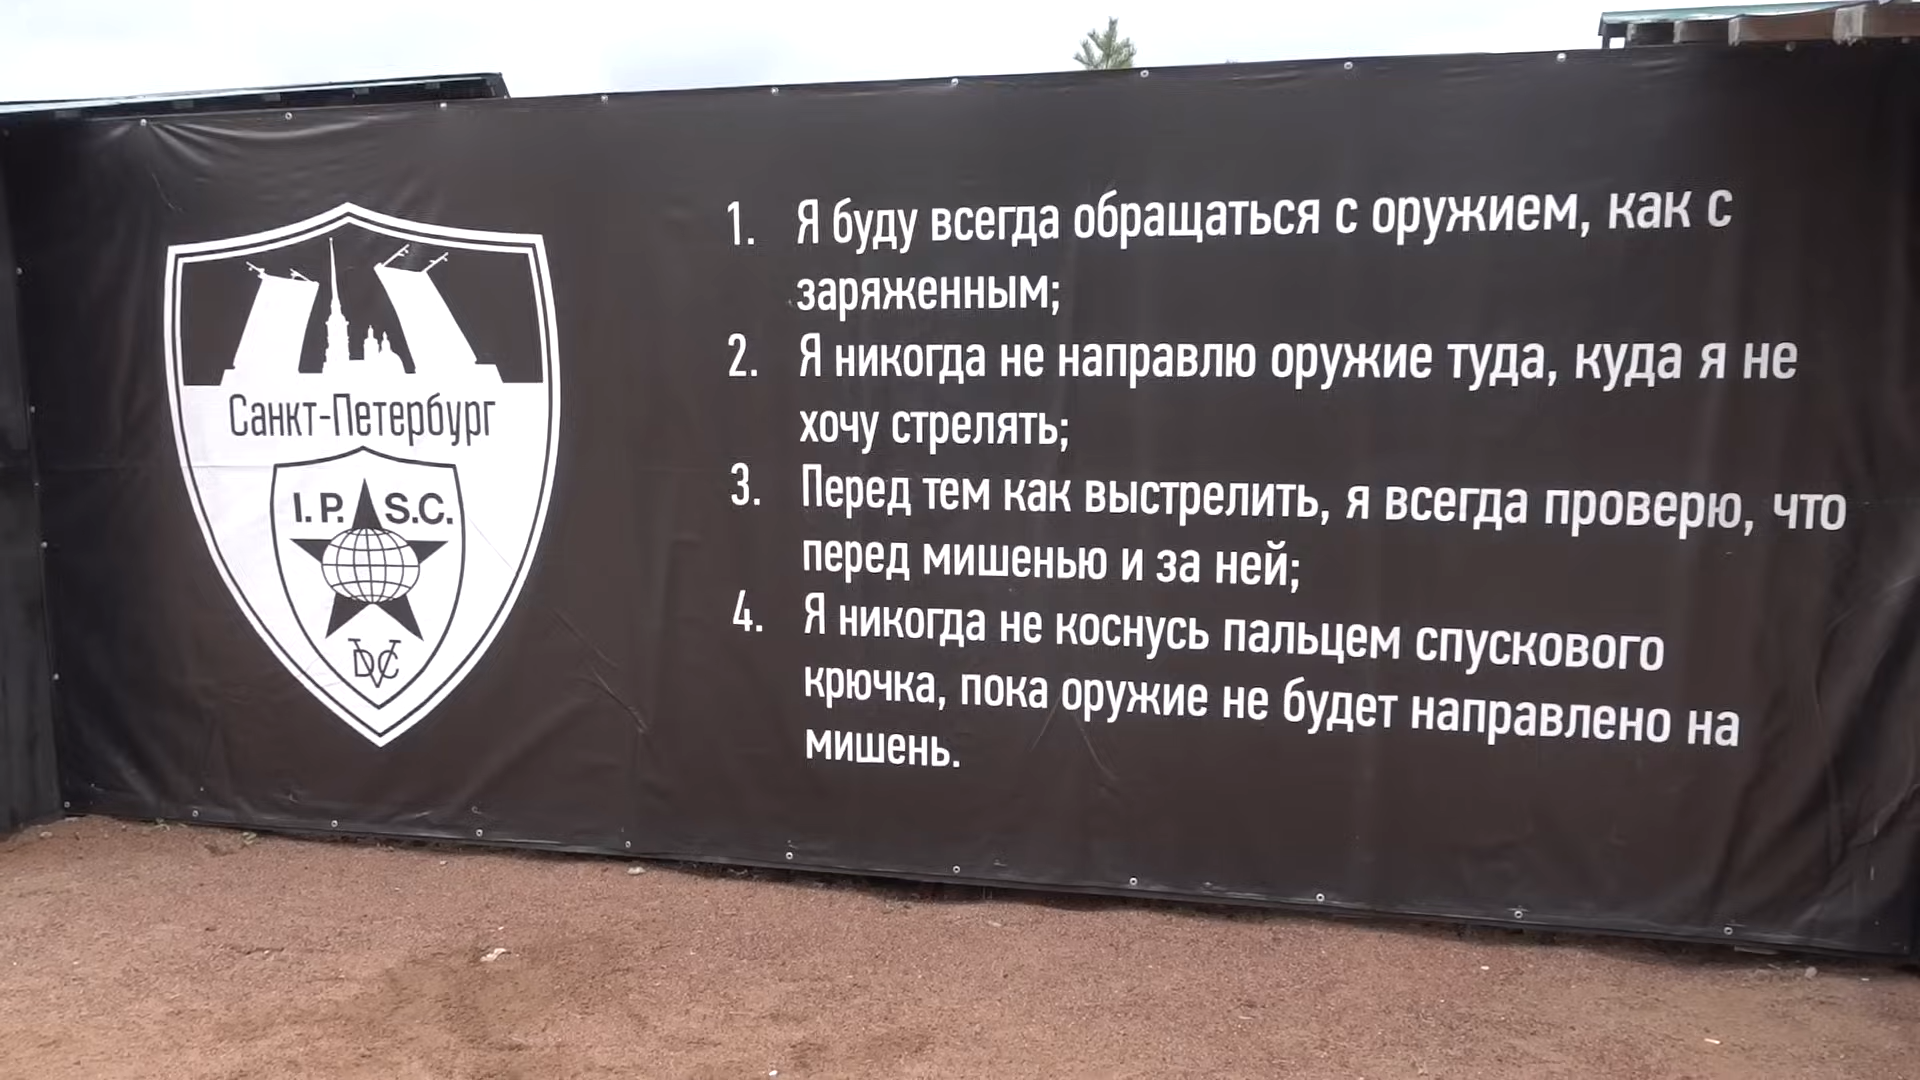 Санкт-Петербург
I.P.S.C.
DVC
1. Я буду всегда обращаться с оружием, как с
заряженным;
2. Я никогда не направлю оружие туда, куда я не
хочу стрелять;
3. Перед тем как выстрелить, я всегда проверю, что
перед мишенью и за ней;
4. Я никогда не коснусь пальцем спускового
крючка, пока оружие не будет направлено на
мишень.